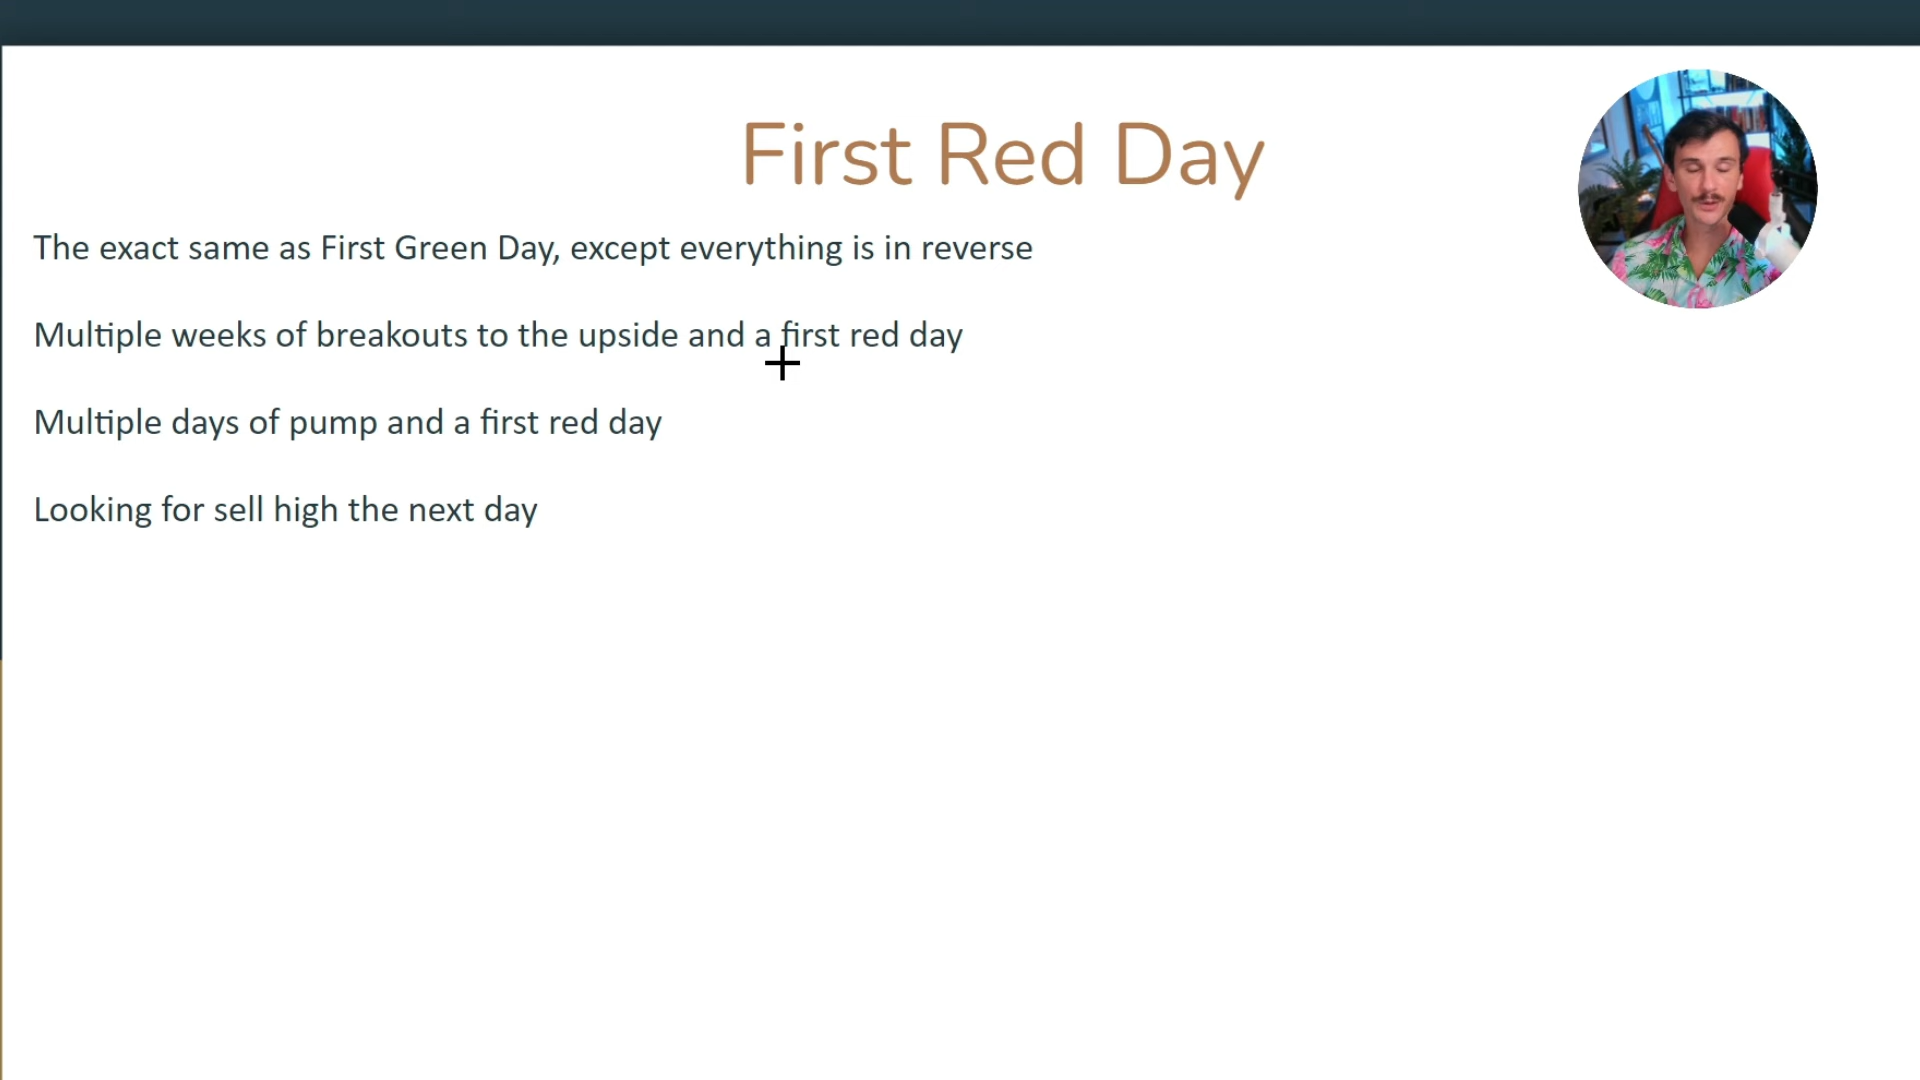 First Red Day
The exact same as First Green Day, except everything is in reverse
Multiple weeks of breakouts to the upside and a first red day
Multiple days of pump and a first red day
Looking for sell high the next day